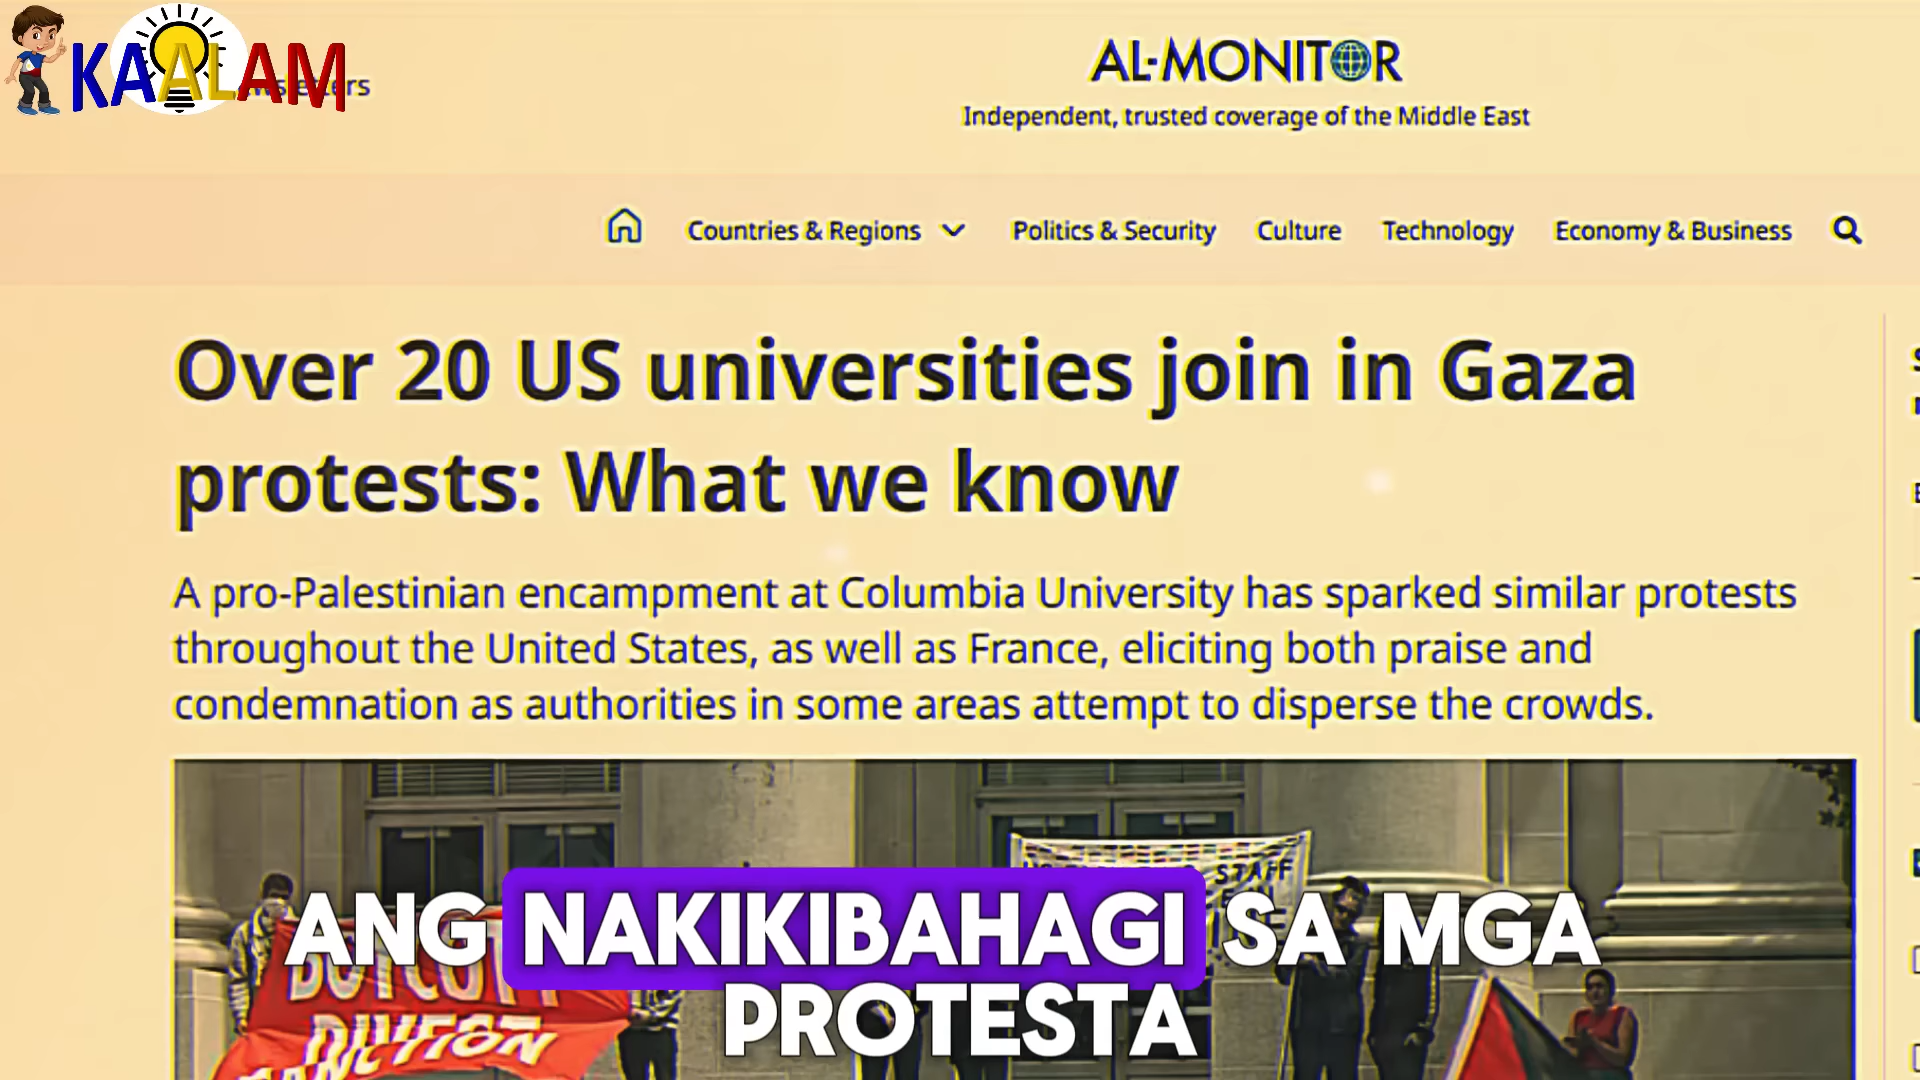 KAALAM
AL-MONITOR
Independent, trusted coverage of the Middle East
Countries & Regions Politics & Security Culture Technology Economy & Business
Over 20 US universities join in Gaza
protests: What we know
A pro-Palestinian encampment at Columbia University has sparked similar protests
throughout the United States, as well as France, eliciting both praise and
condemnation as authorities in some areas attempt to disperse the crowds.
STAFF
BOYCOTT
ANG NAKIKIBAHAGI SA MGA
PROTESTA